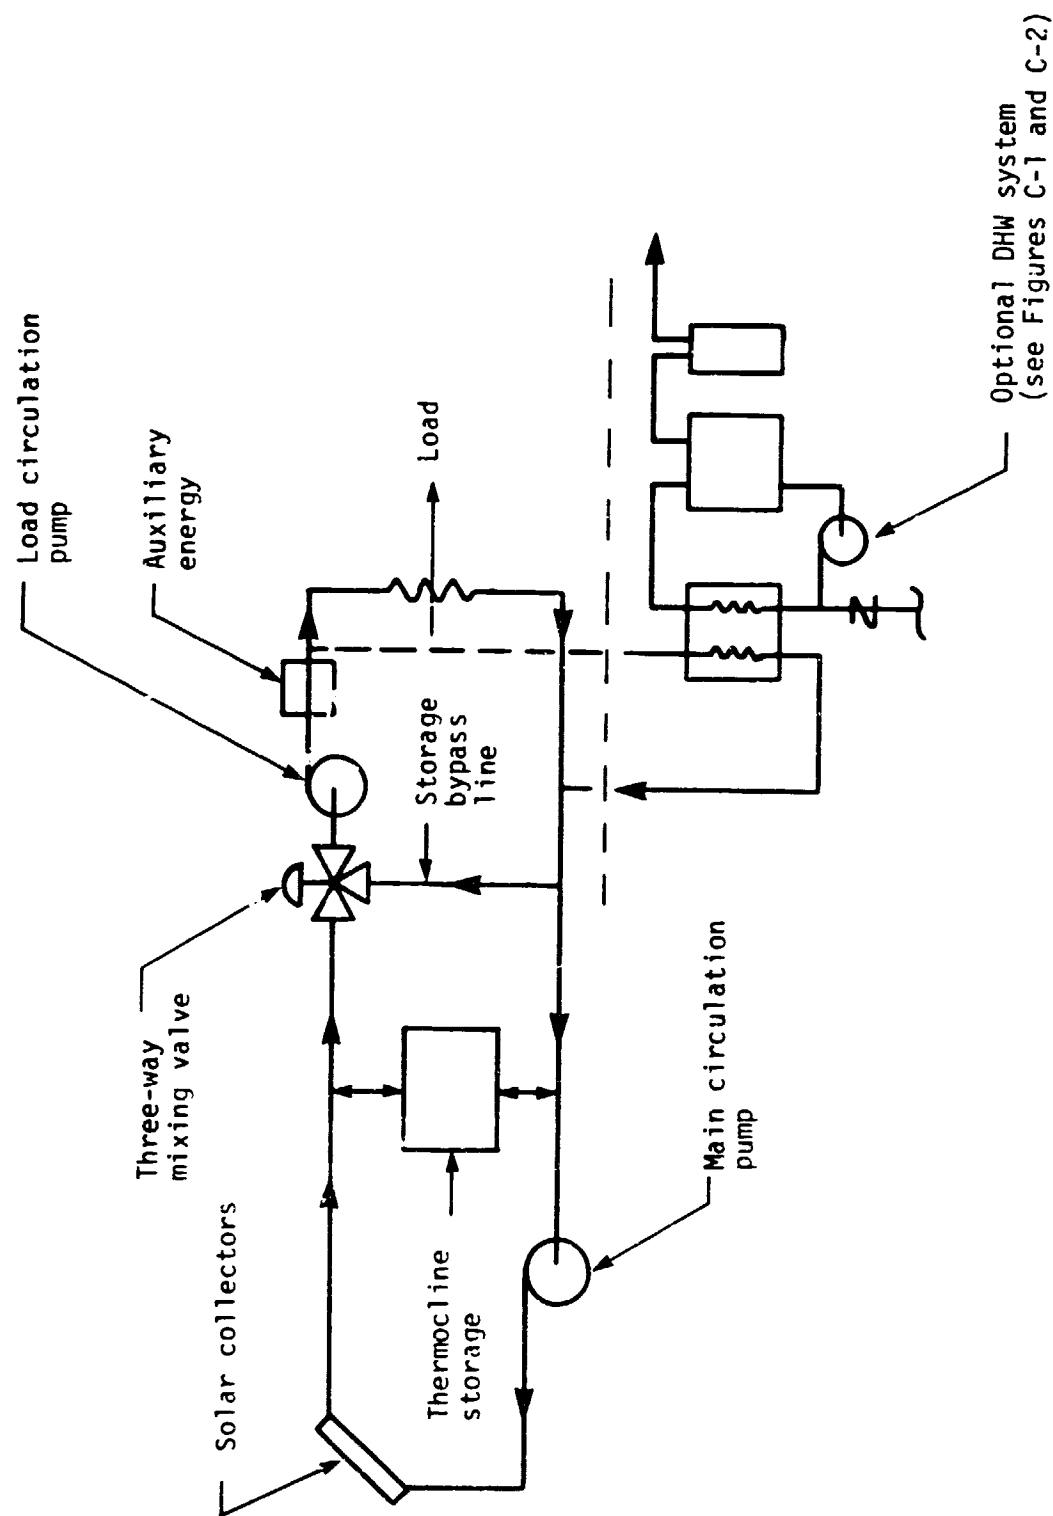 Solar collectors
Three-way
mixing valve
Load circulation
pump
Auxiliary
energy
Thermocline
storage
Storage
bypass
line
Load
Main circulation
pump
Optional DHW system
(see Figures C-1 and C-2)